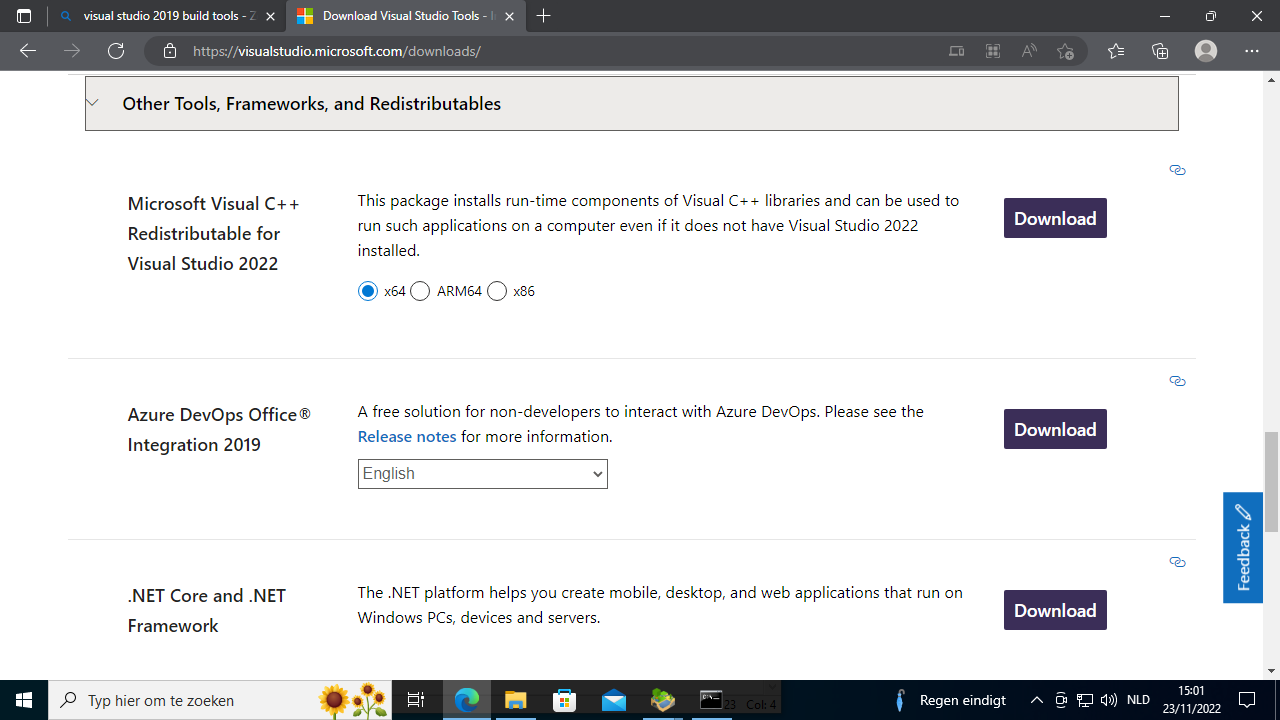 visual studio 2019 build tools - Z
Download Visual Studio Tools - I
https://visualstudio.microsoft.com/downloads/
Other Tools, Frameworks, and Redistributables
Microsoft Visual C++
Redistributable for
Visual Studio 2022
This package installs run-time components of Visual C++ libraries and can be used to
run such applications on a computer even if it does not have Visual Studio 2022
installed.
x64 ARM64 x86
Download
Azure DevOps Office®
Integration 2019
A free solution for non-developers to interact with Azure DevOps. Please see the
Release notes for more information.
English
Download
.NET Core and .NET
Framework
The .NET platform helps you create mobile, desktop, and web applications that run on
Windows PCs, devices and servers.
Download
Feedback
Typ hier om te zoeken
23 Col: 4
Regen eindigt
NLD
15:01
23/11/2022